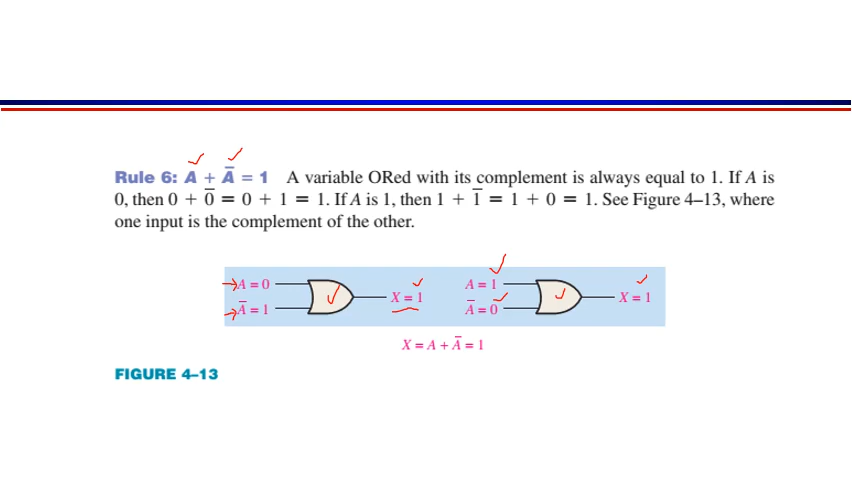 Rule 6: A + A̅ = 1 A variable ORed with its complement is always equal to 1. If A is
0, then 0 + 0̅ = 0 + 1 = 1. If A is 1, then 1 + 1̅ = 1 + 0 = 1. See Figure 4–13, where
one input is the complement of the other.
A = 0
A̅ = 1
X = 1
A = 1
A̅ = 0
X = 1
X = A + A̅ = 1
FIGURE 4–13